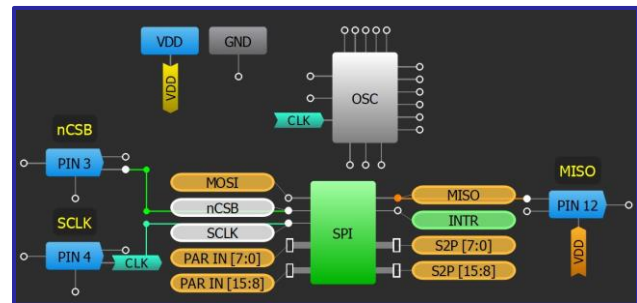 VDD
GND
VDD
OSC
CLK
nCSB
PIN 3
MOSI
nCSB
SCLK
PAR IN [7:0]
PAR IN [15:8]
SPI
MISO
INTR
S2P [7:0]
S2P [15:8]
MISO
PIN 12
VDD
SCLK
PIN 4
CLK